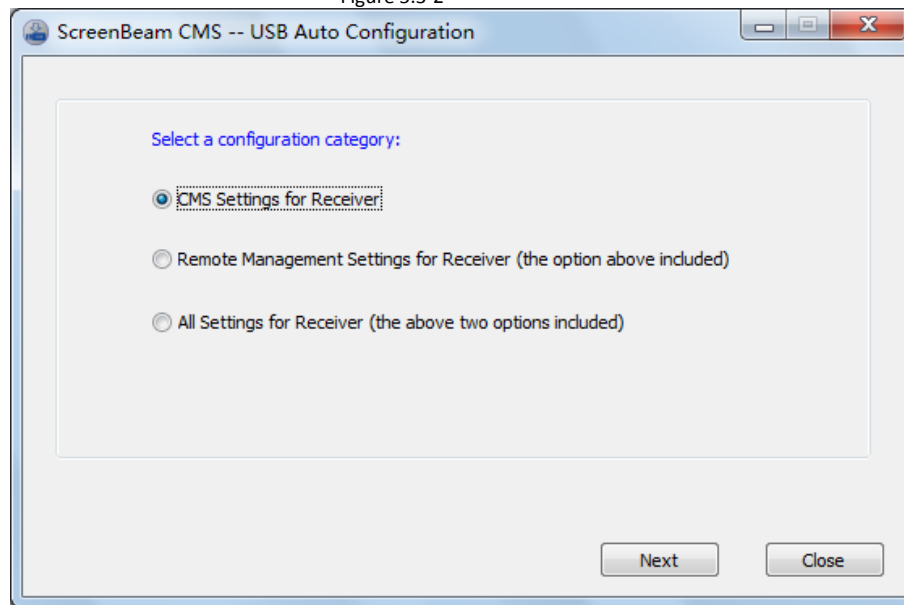 ScreenBeam CMS -- USB Auto Configuration
Select a configuration category:
CMS Settings for Receiver
Remote Management Settings for Receiver (the option above included)
All Settings for Receiver (the above two options included)
Next
Close